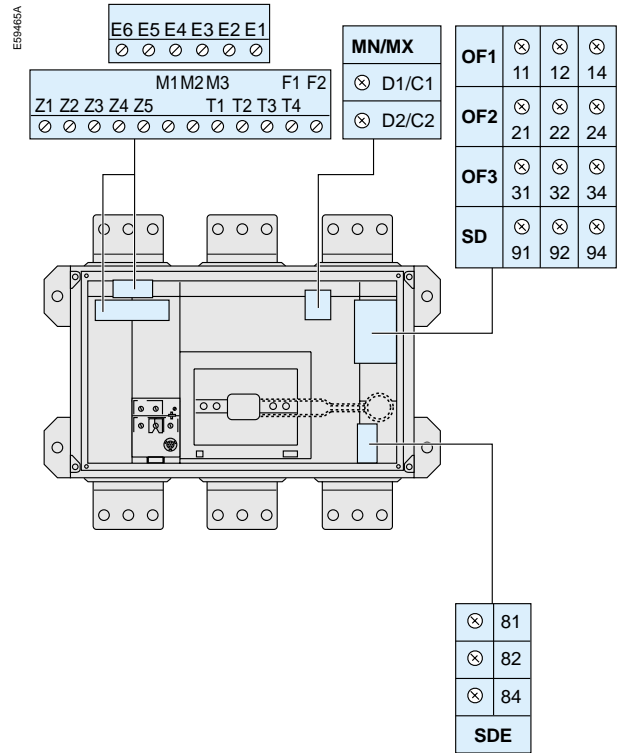 E59465A
E6 E5 E4 E3 E2 E1
M1 M2 M3 F1 F2
Z1 Z2 Z3 Z4 Z5 T1 T2 T3 T4
MN/MX
D1/C1
D2/C2
OF1
11 12 14
OF2
21 22 24
OF3
31 32 34
SD
91 92 94
81
82
84
SDE